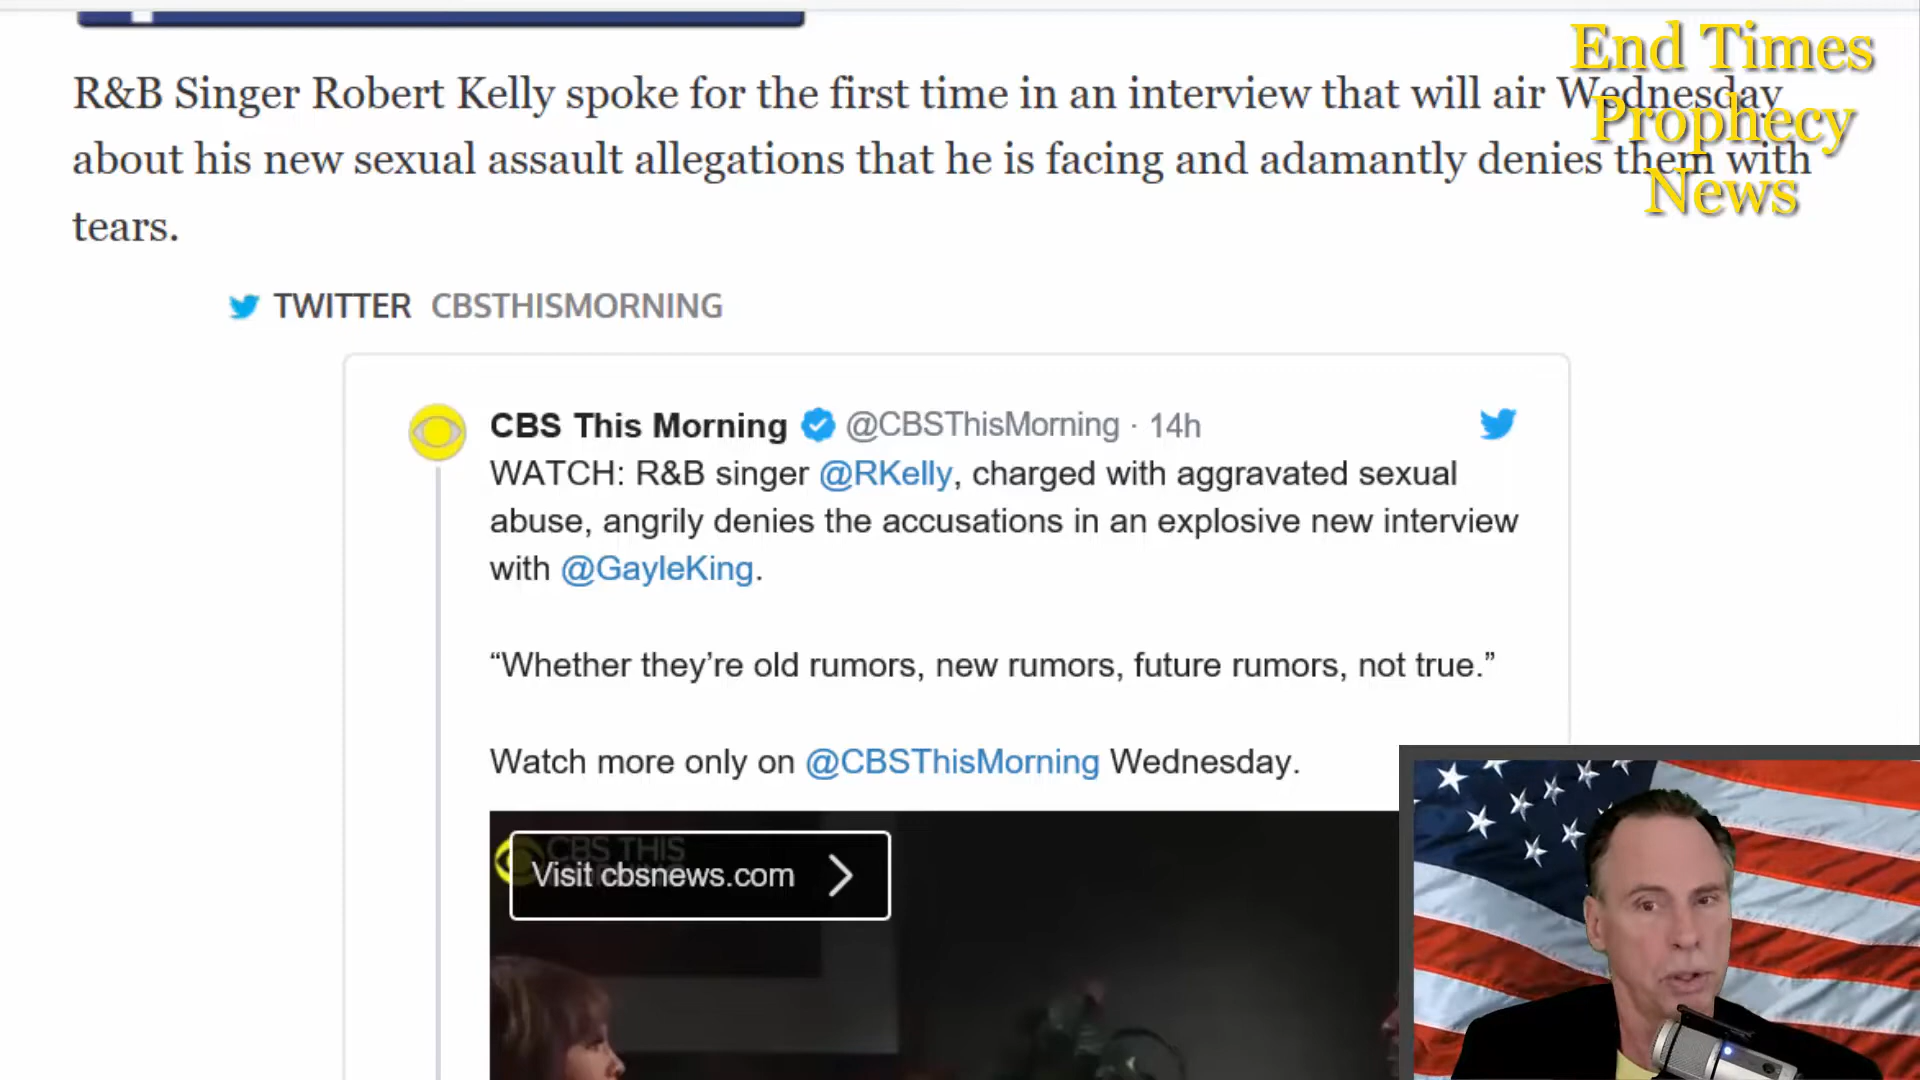 End Times
Prophecy
News
R&B Singer Robert Kelly spoke for the first time in an interview that will air Wednesday
about his new sexual assault allegations that he is facing and adamantly denies them with
tears.
TWITTER CBSTHISMORNING
CBS This Morning @CBSThisMorning · 14h
WATCH: R&B singer @RKelly, charged with aggravated sexual
abuse, angrily denies the accusations in an explosive new interview
with @GayleKing.
“Whether they’re old rumors, new rumors, future rumors, not true.”
Watch more only on @CBSThisMorning Wednesday.
CBS THIS
MORNING
Visit cbsnews.com